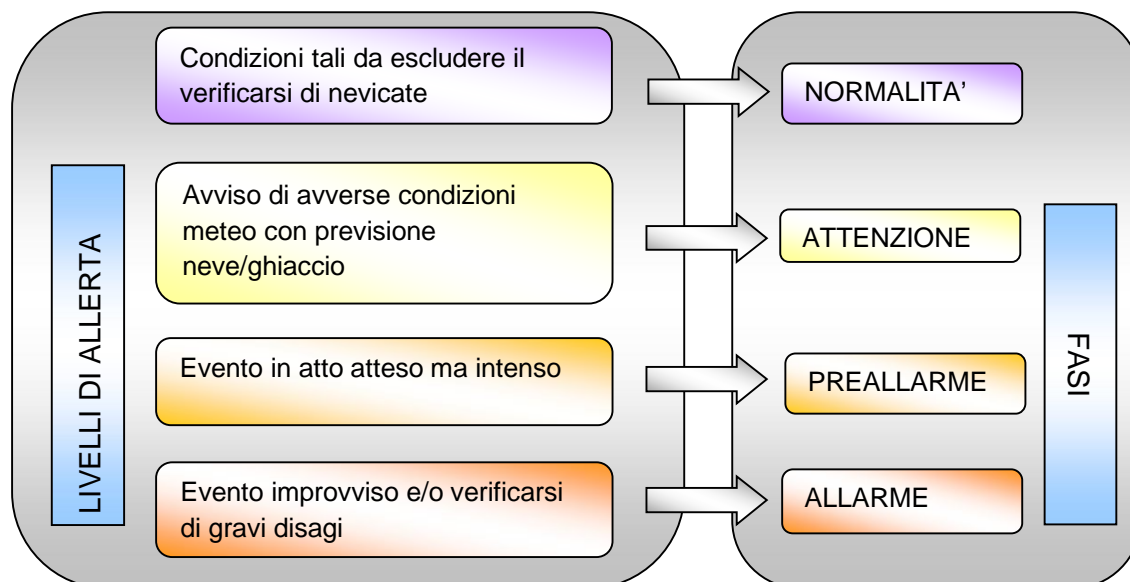 Condizioni tali da escludere il
verificarsi di nevicate
NORMALITA’
Avviso di avverse condizioni
meteo con previsione
neve/ghiaccio
ATTENZIONE
LIVELLI DI ALLERTA
FASI
Evento in atto atteso ma intenso
PREALLARME
Evento improvviso e/o verificarsi
di gravi disagi
ALLARME